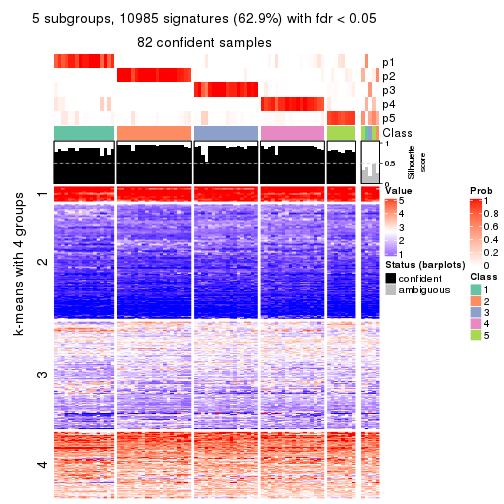 5 subgroups, 10985 signatures (62.9%) with fdr < 0.05
82 confident samples
p1
p2
p3
p4
p5
Class
1
0.5
0
Silhouette
score
k-means with 4 groups
1
2
3
4
Value
5
4
3
2
1
Status (barplots)
confident
ambiguous
Prob
1
0.8
0.6
0.4
0.2
0
Class
1
2
3
4
5